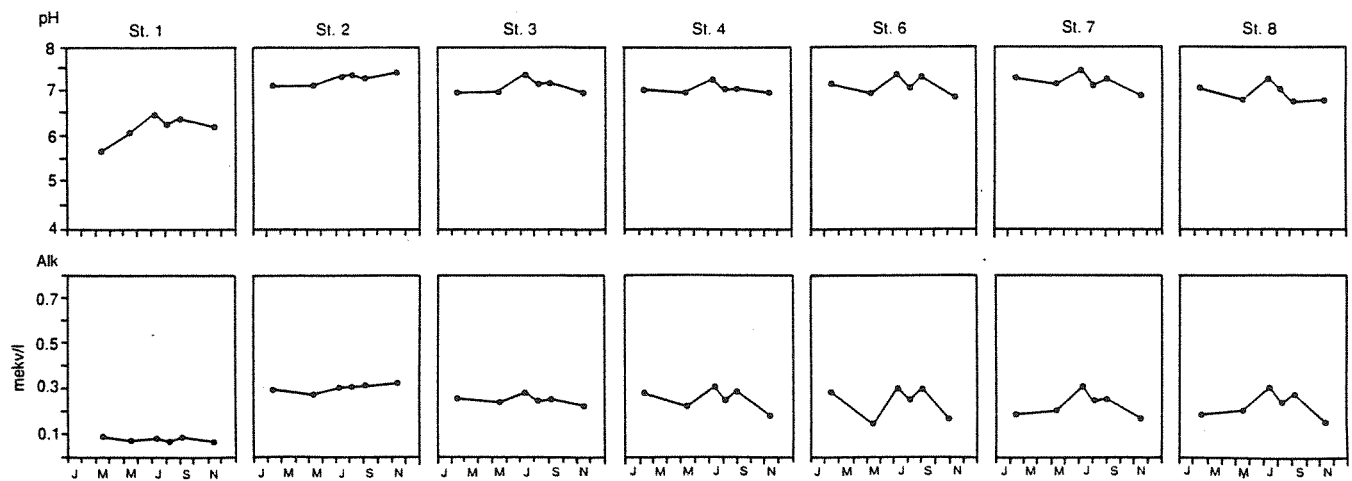 pH
St. 1 St. 2 St. 3 St. 4 St. 6 St. 7 St. 8
8
7
6
5
4
Alk
0.7
0.5
0.3
0.1
mekv/l
J M M J S N J M M J S N J M M J S N J M M J S N J M M J S N J M M J S N J M M J S N